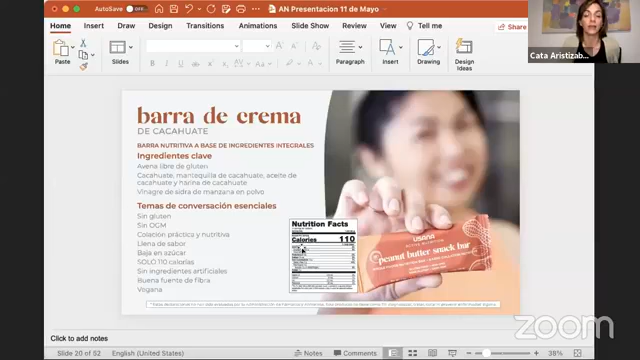 AutoSave
AN Presentacion 11 de Mayo
Home
Insert
Draw
Design
Transitions
Animations
Slide Show
Review
Tell me
Paste
Slides
Paragraph
Insert
Drawing
Design
Ideas
Cata Aristizab...
barra de crema
DE CACAHUATE
BARRA NUTRITIVA A BASE DE INGREDIENTES INTEGRALES
Ingredientes clave
Avena libre de gluten
Cacahuate, mantequilla de cacahuate, aceite de
cacahuate y harina de cacahuate
Vinagre de sidra de manzana en polvo
Temas de conversación esenciales
Sin gluten
Sin OGM
Colación práctica y nutritiva
Llena de sabor
Baja en azúcar
SOLO 110 calorías
Sin ingredientes artificiales
Buena fuente de fibra
Vegana
Nutrition Facts
Calories 110
USANA
ACTIVE NUTRITION
peanut butter snack bar
Click to add notes
Slide 20 of 52
English (United States)
Notes
Comments
38%
zoom